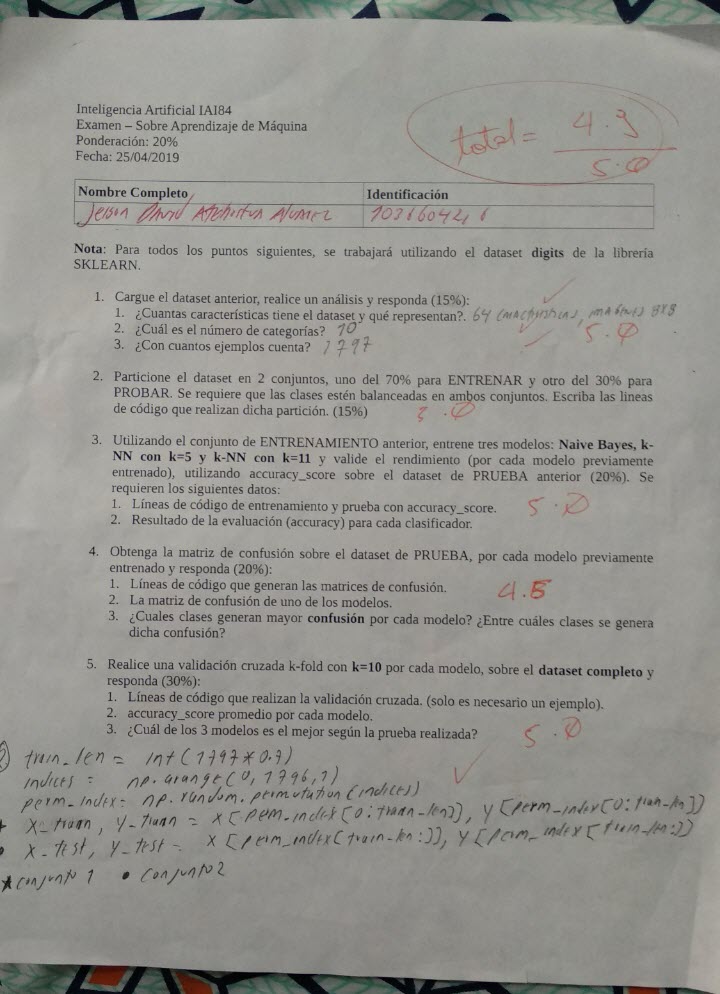 Inteligencia Artificial IAI84
Examen – Sobre Aprendizaje de Máquina
Ponderación: 20%
Fecha: 25/04/2019
total = 4.9
5.0
Nombre Completo Identificación
Jeison David
Nota: Para todos los puntos siguientes, se trabajará utilizando el dataset digits de la librería
SKLEARN.
1. Cargue el dataset anterior, realice un análisis y responda (15%):
1. ¿Cuantas características tiene el dataset y qué representan?. 64 características, imagenes 8x8
2. ¿Cuál es el número de categorías? 10
5.0
3. ¿Con cuantos ejemplos cuenta? 1797
2. Particione el dataset en 2 conjuntos, uno del 70% para ENTRENAR y otro del 30% para
PROBAR. Se requiere que las clases estén balanceadas en ambos conjuntos. Escriba las lineas
de código que realizan dicha partición. (15%) 3.0
3. Utilizando el conjunto de ENTRENAMIENTO anterior, entrene tres modelos: Naive Bayes, k-
NN con k=5 y k-NN con k=11 y valide el rendimiento (por cada modelo previamente
entrenado), utilizando accuracy_score sobre el dataset de PRUEBA anterior (20%). Se
requieren los siguientes datos:
1. Líneas de código de entrenamiento y prueba con accuracy_score. 5.0
2. Resultado de la evaluación (accuracy) para cada clasificador.
4. Obtenga la matriz de confusión sobre el dataset de PRUEBA, por cada modelo previamente
entrenado y responda (20%):
1. Líneas de código que generan las matrices de confusión. 4.5
2. La matriz de confusión de uno de los modelos.
3. ¿Cuales clases generan mayor confusión por cada modelo? ¿Entre cuáles clases se genera
dicha confusión?
5. Realice una validación cruzada k-fold con k=10 por cada modelo, sobre el dataset completo y
responda (30%):
1. Líneas de código que realizan la validación cruzada. (solo es necesario un ejemplo).
2. accuracy_score promedio por cada modelo.
3. ¿Cuál de los 3 modelos es el mejor según la prueba realizada? 5.0
2) train_len = int(1797*0.7)
indices = np.arange(0, 1796, 1)
perm_index = np.random.permutation(indices)
* X_train, Y_train = X[perm_index[0:train_len]], y[perm_index[0:train_len]]
• X_test, Y_test = X[perm_index[train_len:]], y[perm_index[train_len:]]
* conjunto 1 • conjunto 2